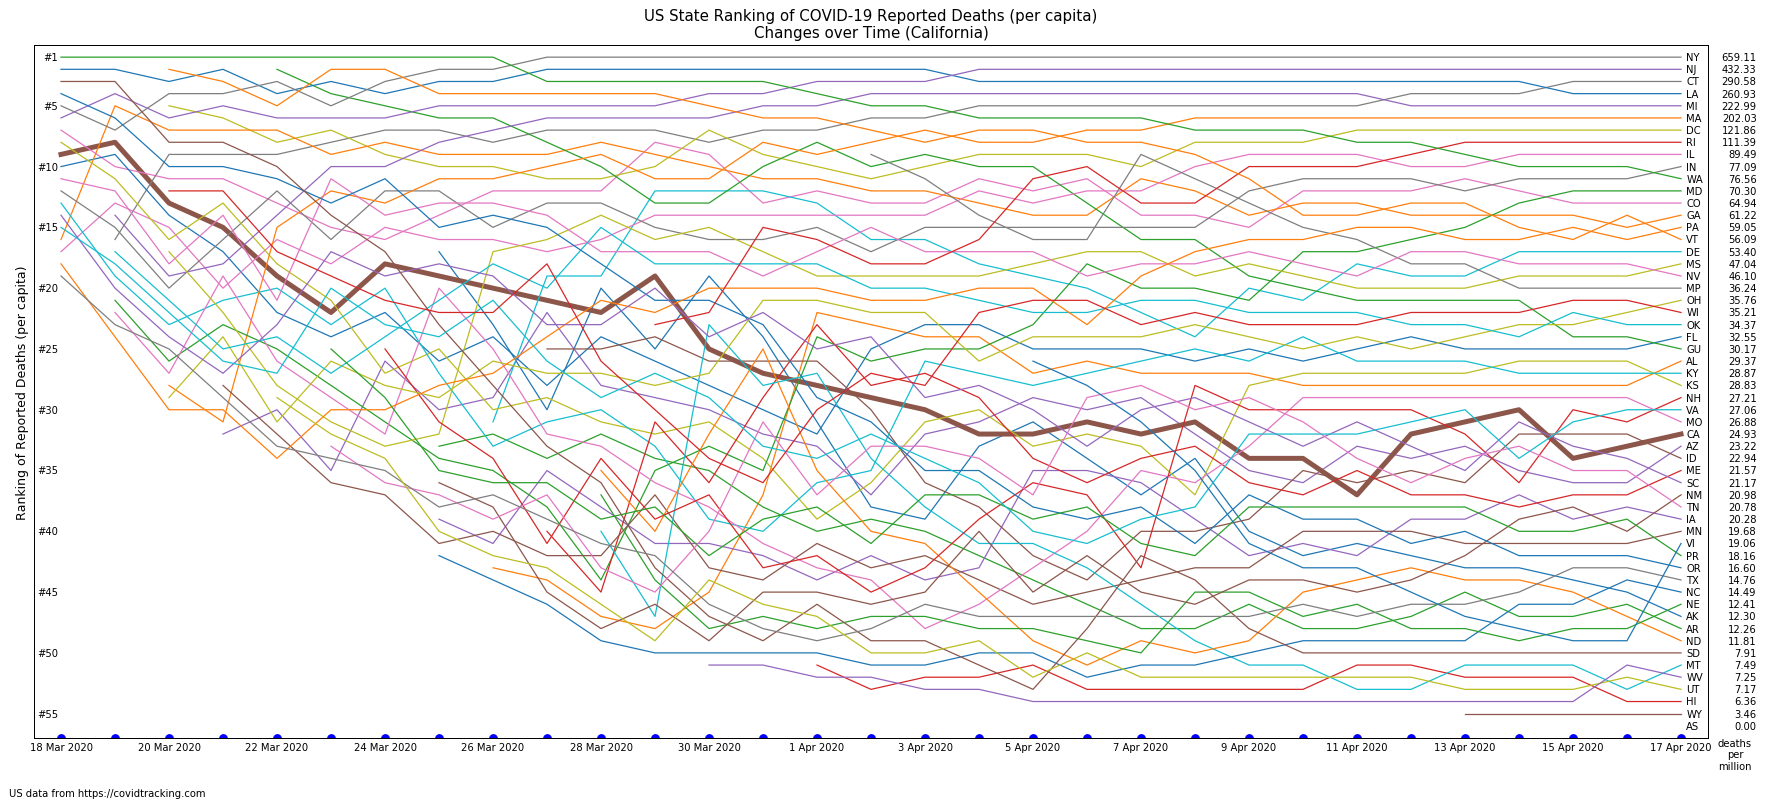 US State Ranking of COVID-19 Reported Deaths (per capita)
Changes over Time (California)
Ranking of Reported Deaths (per capita)
#1
#5
#10
#15
#20
#25
#30
#35
#40
#45
#50
#55
NY 659.11
NJ 432.33
CT 290.58
LA 260.93
MI 222.99
MA 202.03
DC 121.86
RI 111.39
IL 89.49
IN 77.09
WA 76.56
MD 70.30
CO 64.94
GA 61.22
PA 59.05
VT 56.09
DE 53.40
MS 47.04
NV 46.10
MP 36.24
OH 35.76
WI 35.21
OK 34.37
FL 32.55
GU 30.17
AL 29.37
KY 28.87
KS 28.83
NH 27.21
VA 27.06
MO 26.88
CA 24.93
AZ 23.22
ID 22.94
ME 21.57
SC 21.17
NM 20.98
TN 20.78
IA 20.28
MN 19.68
VI 19.06
PR 18.16
OR 16.60
TX 14.76
NC 14.49
NE 12.41
AK 12.30
AR 12.26
ND 11.81
SD 7.91
MT 7.49
WV 7.25
UT 7.17
HI 6.36
WY 3.46
AS 0.00
18 Mar 2020 20 Mar 2020 22 Mar 2020 24 Mar 2020 26 Mar 2020 28 Mar 2020 30 Mar 2020 1 Apr 2020 3 Apr 2020 5 Apr 2020 7 Apr 2020 9 Apr 2020 11 Apr 2020 13 Apr 2020 15 Apr 2020 17 Apr 2020
deaths
per
million
US data from https://covidtracking.com